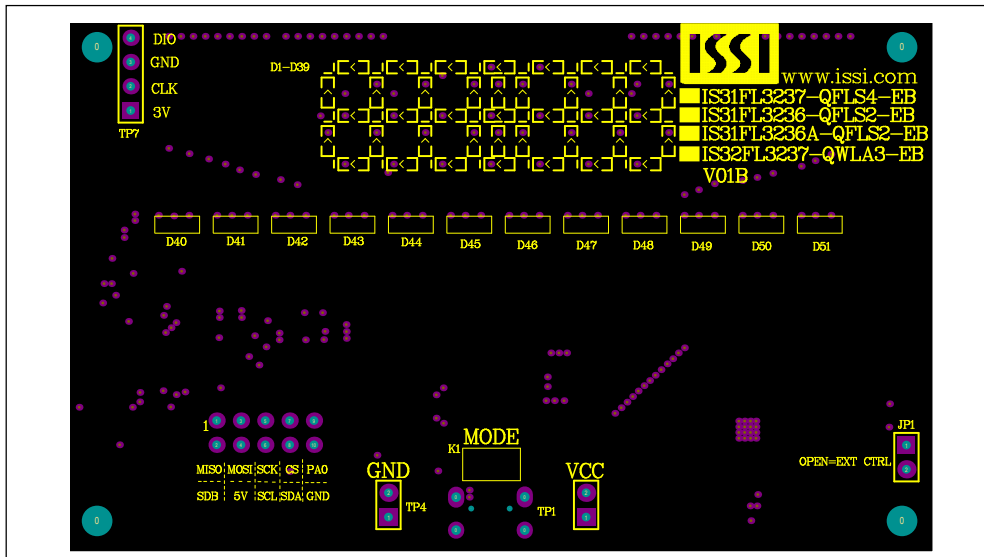 DIO
GND
CLK
3V
TP7
D1-D39
ISSI
www.issi.com
IS31FL3237-QFLS4-EB
IS31FL3236-QFLS2-EB
IS31FL3236A-QFLS2-EB
IS32FL3237-QWLA3-EB
V01B
D40 D41 D42 D43 D44 D45 D46 D47 D48 D49 D50 D51
1
MISO MOSI SCK CS PA0
SDB 5V SCL SDA GND
MODE
K1
GND
TP4
TP1
VCC
JP1
OPEN=EXT CTRL